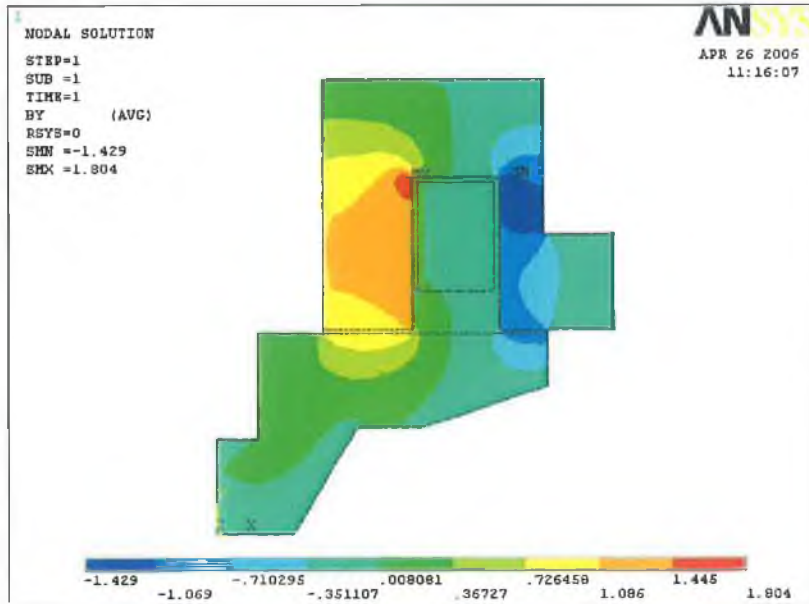 ANSYS
NODAL SOLUTION
APR 26 2006
11:16:07
STEP=1
SUB =1
TIME=1
BY (AVG)
RSYS=0
SMN =-1.429
SMX =1.804
MX
X
-1.429 -.710295 .008081 .726459 1.445
-1.069 -.351107 .36727 1.086 1.804